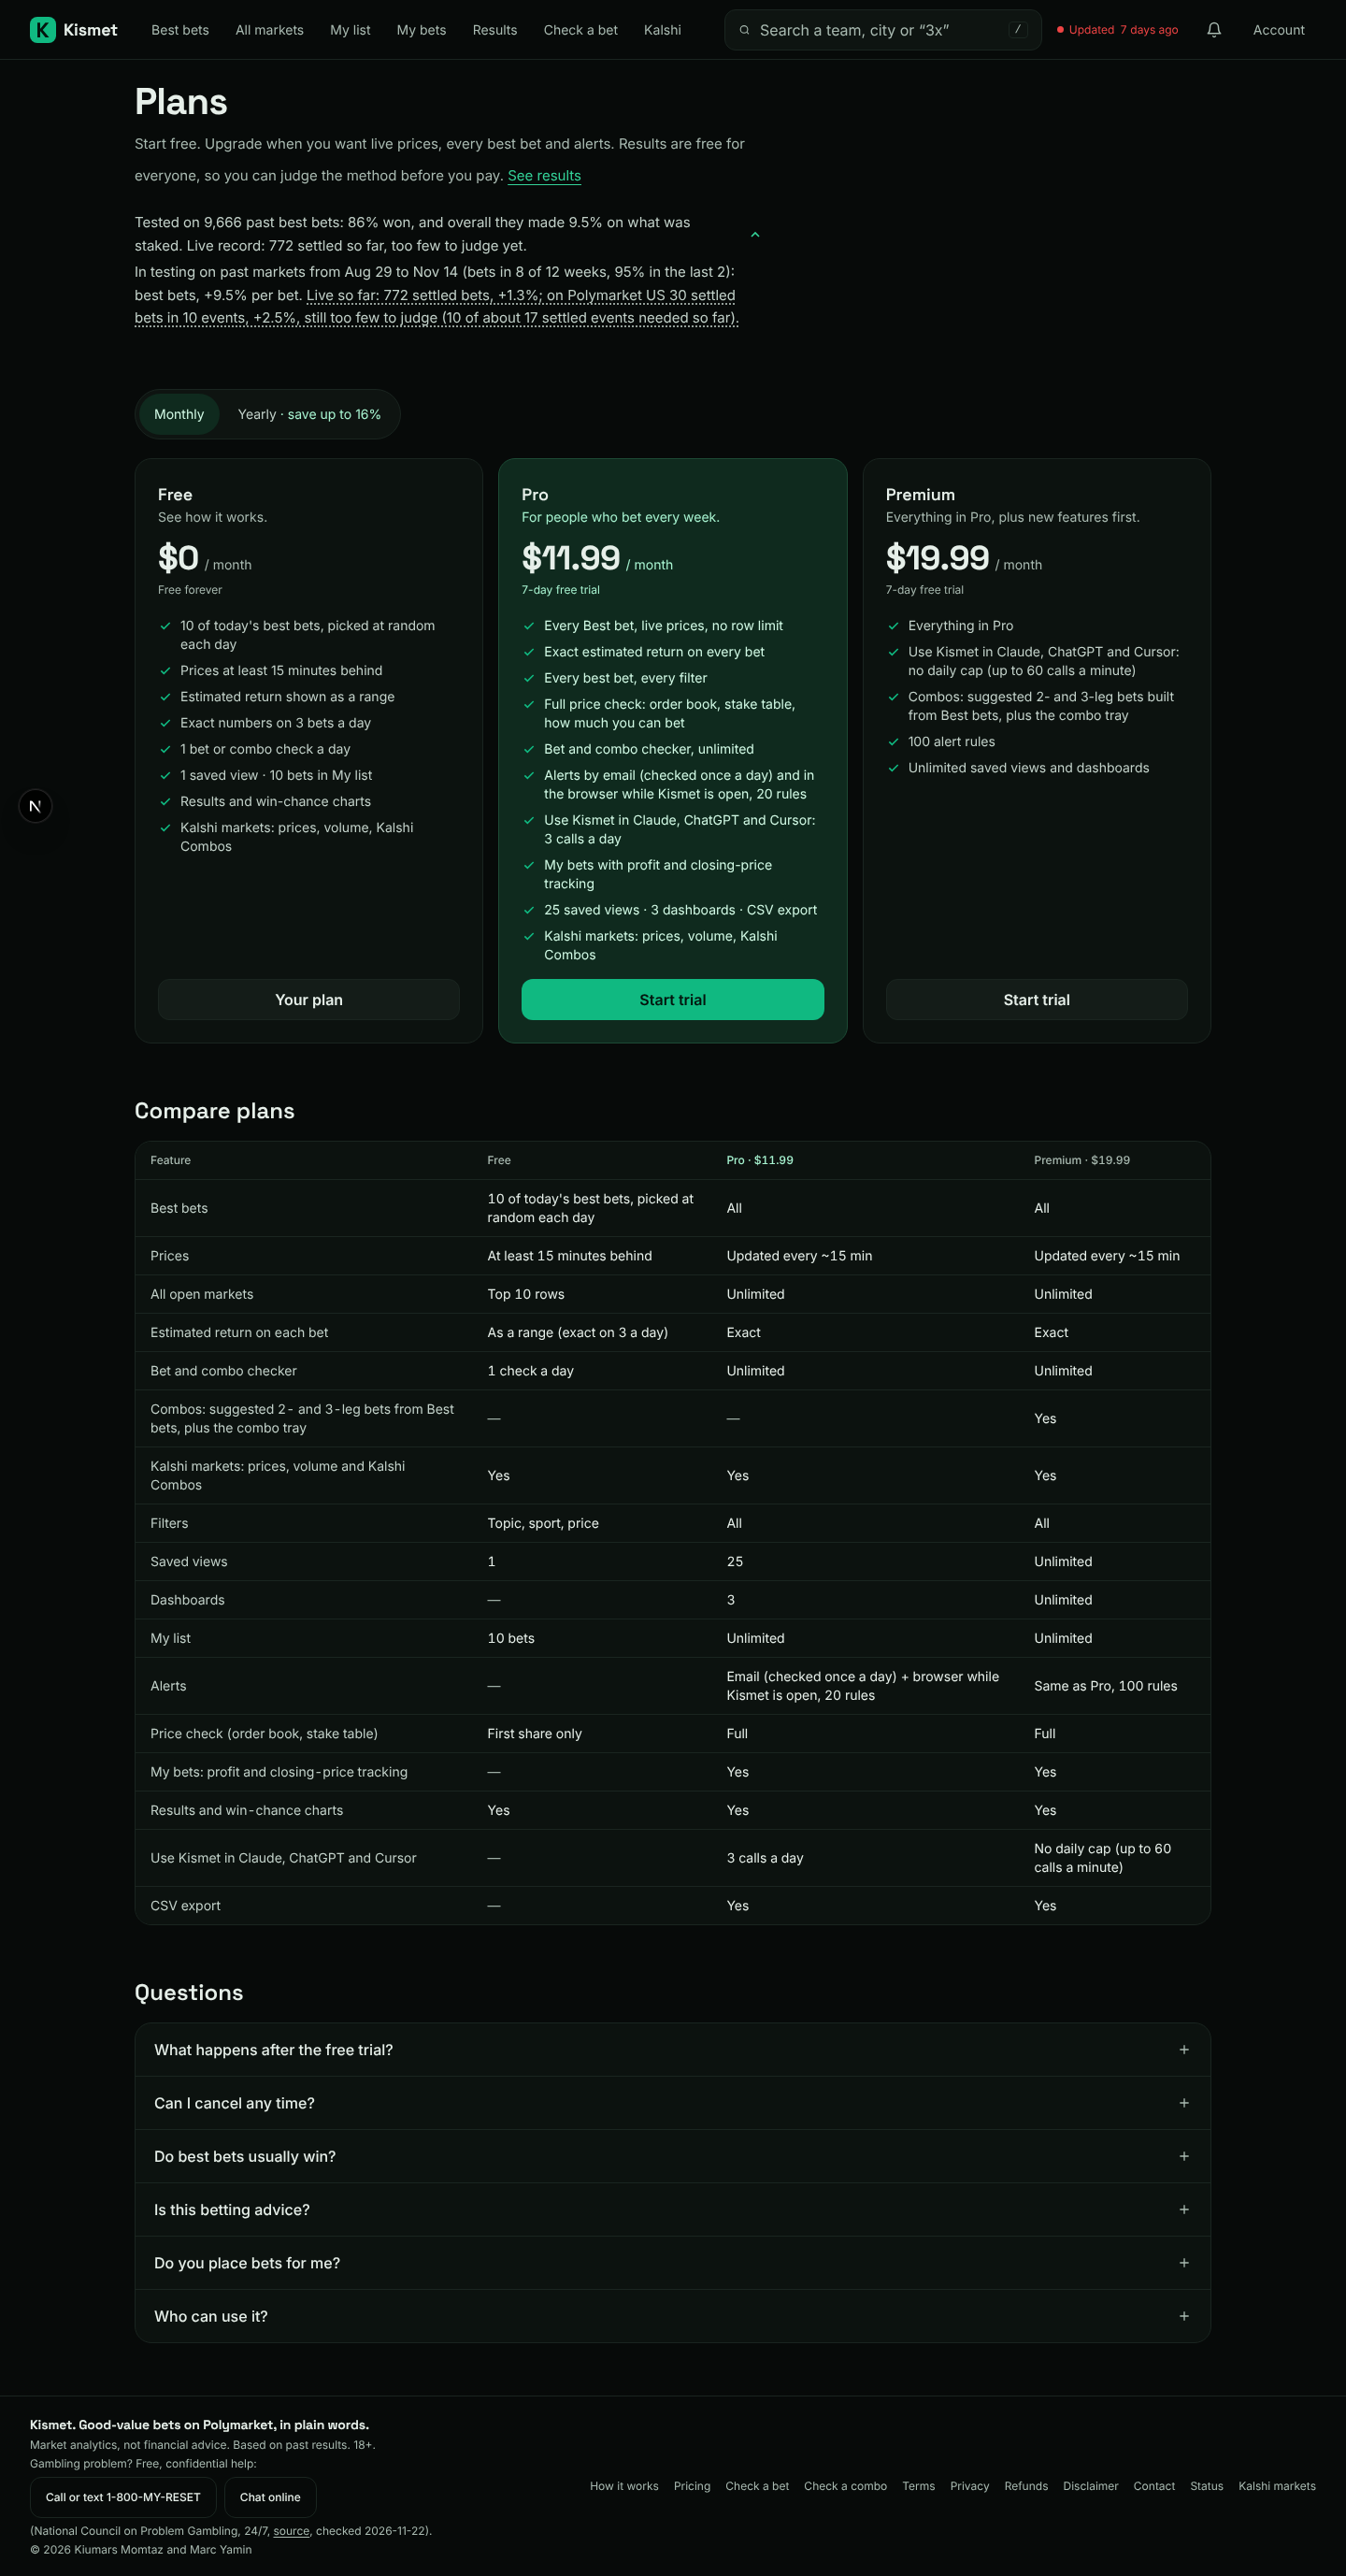 Kismet
Best bets
All markets
My list
My bets
Results
Check a bet
Kalshi
Search a team, city or “3x”
/
Updated 7 days ago
Account
Plans
Start free. Upgrade when you want live prices, every best bet and alerts. Results are free for
everyone, so you can judge the method before you pay. See results
Tested on 9,666 past best bets: 86% won, and overall they made 9.5% on what was
staked. Live record: 772 settled so far, too few to judge yet.
In testing on past markets from Aug 29 to Nov 14 (bets in 8 of 12 weeks, 95% in the last 2):
best bets, +9.5% per bet. Live so far: 772 settled bets, +1.3%; on Polymarket US 30 settled
bets in 10 events, +2.5%, still too few to judge (10 of about 17 settled events needed so far).
Monthly
Yearly · save up to 16%
Free
See how it works.
$0 / month
Free forever
10 of today's best bets, picked at random
each day
Prices at least 15 minutes behind
Estimated return shown as a range
Exact numbers on 3 bets a day
1 bet or combo check a day
1 saved view · 10 bets in My list
Results and win-chance charts
Kalshi markets: prices, volume, Kalshi
Combos
Your plan
Pro
For people who bet every week.
$11.99 / month
7-day free trial
Every Best bet, live prices, no row limit
Exact estimated return on every bet
Every best bet, every filter
Full price check: order book, stake table,
how much you can bet
Bet and combo checker, unlimited
Alerts by email (checked once a day) and in
the browser while Kismet is open, 20 rules
Use Kismet in Claude, ChatGPT and Cursor:
3 calls a day
My bets with profit and closing-price
tracking
25 saved views · 3 dashboards · CSV export
Kalshi markets: prices, volume, Kalshi
Combos
Start trial
Premium
Everything in Pro, plus new features first.
$19.99 / month
7-day free trial
Everything in Pro
Use Kismet in Claude, ChatGPT and Cursor:
no daily cap (up to 60 calls a minute)
Combos: suggested 2- and 3-leg bets built
from Best bets, plus the combo tray
100 alert rules
Unlimited saved views and dashboards
Start trial
Compare plans
Feature
Free
Pro · $11.99
Premium · $19.99
Best bets
10 of today's best bets, picked at
random each day
All
All
Prices
At least 15 minutes behind
Updated every ~15 min
Updated every ~15 min
All open markets
Top 10 rows
Unlimited
Unlimited
Estimated return on each bet
As a range (exact on 3 a day)
Exact
Exact
Bet and combo checker
1 check a day
Unlimited
Unlimited
Combos: suggested 2- and 3-leg bets from Best
bets, plus the combo tray
—
—
Yes
Kalshi markets: prices, volume and Kalshi
Combos
Yes
Yes
Yes
Filters
Topic, sport, price
All
All
Saved views
1
25
Unlimited
Dashboards
—
3
Unlimited
My list
10 bets
Unlimited
Unlimited
Alerts
—
Email (checked once a day) + browser while
Kismet is open, 20 rules
Same as Pro, 100 rules
Price check (order book, stake table)
First share only
Full
Full
My bets: profit and closing-price tracking
—
Yes
Yes
Results and win-chance charts
Yes
Yes
Yes
Use Kismet in Claude, ChatGPT and Cursor
—
3 calls a day
No daily cap (up to 60
calls a minute)
CSV export
—
Yes
Yes
Questions
What happens after the free trial?
Can I cancel any time?
Do best bets usually win?
Is this betting advice?
Do you place bets for me?
Who can use it?
Kismet. Good-value bets on Polymarket, in plain words.
Market analytics, not financial advice. Based on past results. 18+.
Gambling problem? Free, confidential help:
Call or text 1-800-MY-RESET
Chat online
(National Council on Problem Gambling, 24/7, source, checked 2026-11-22).
© 2026 Kiumars Momtaz and Marc Yamin
How it works
Pricing
Check a bet
Check a combo
Terms
Privacy
Refunds
Disclaimer
Contact
Status
Kalshi markets